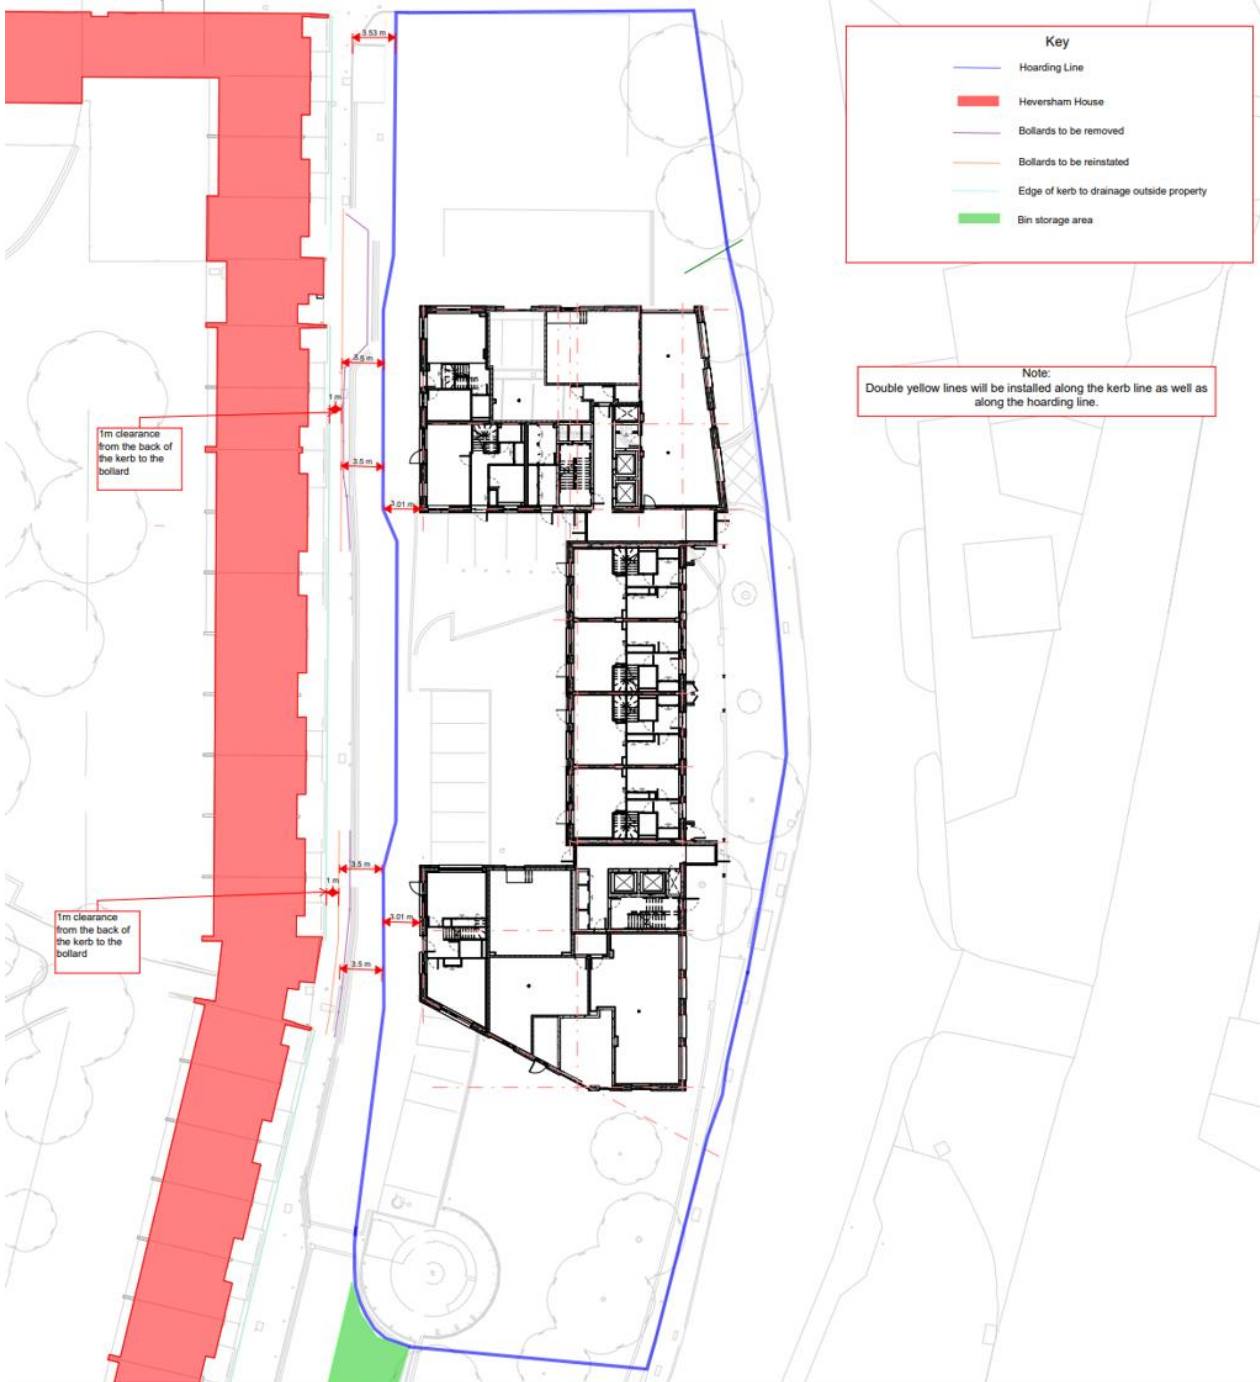 3.53 m
Key
Hoarding Line
Heversham House
Bollards to be removed
Bollards to be reinstated
Edge of kerb to drainage outside property
Bin storage area
3.5 m
Note:
Double yellow lines will be installed along the kerb line as well as
along the hoarding line.
1 m
1m clearance
from the back of
the kerb to the
bollard
3.5 m
3.01 m
3.5 m
1 m
1m clearance
from the back of
the kerb to the
bollard
3.01 m
3.5 m